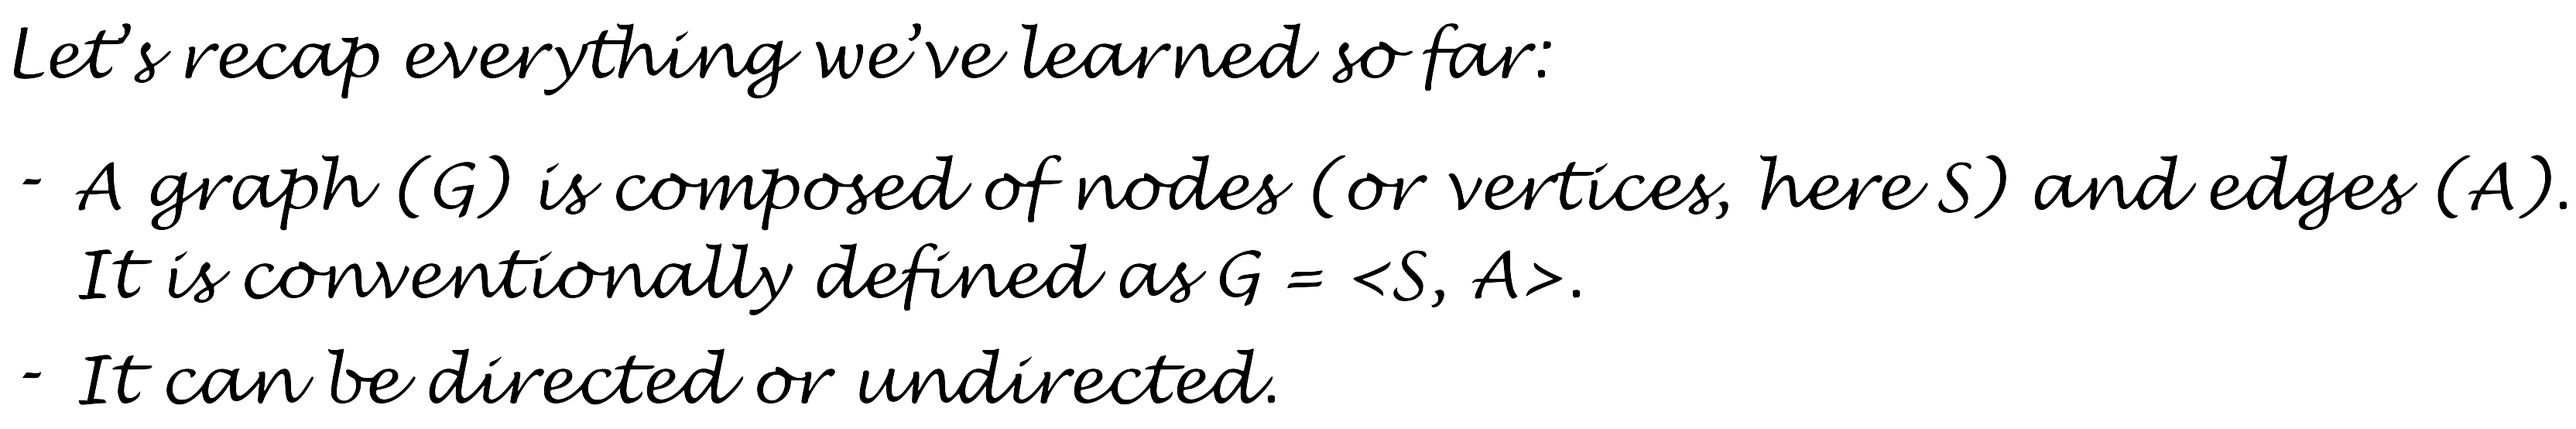 Let's recap everything we've learned so far:
- A graph (G) is composed of nodes (or vertices, here S) and edges (A).
It is conventionally defined as G = <S, A>.
- It can be directed or undirected.